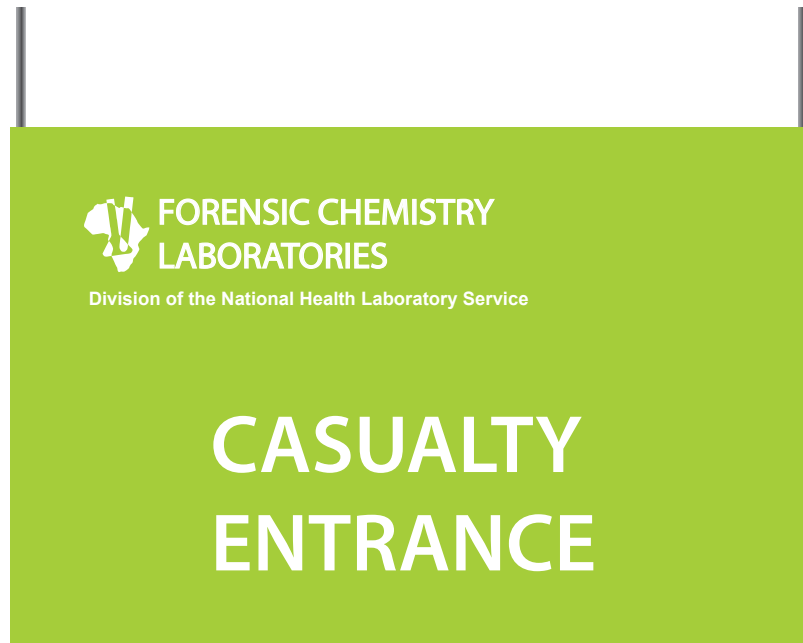 FORENSIC CHEMISTRY
LABORATORIES
Division of the National Health Laboratory Service
CASUALTY
ENTRANCE